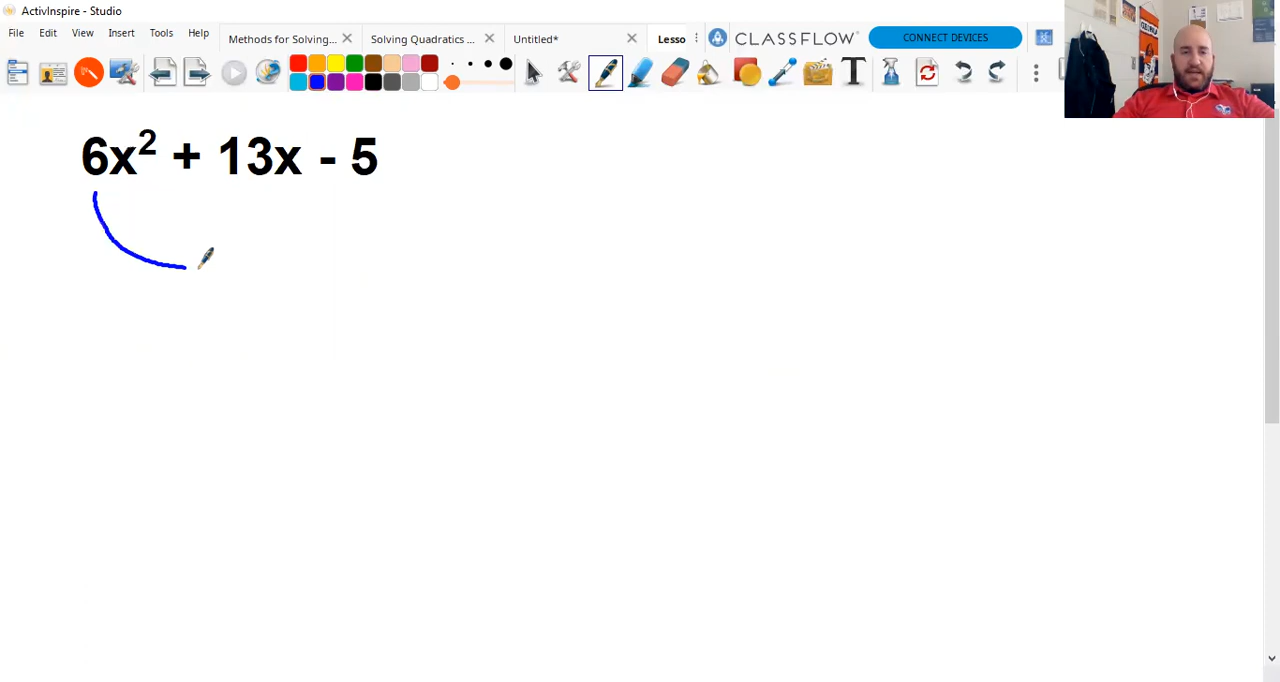 ActivInspire - Studio
File Edit View Insert Tools Help
Methods for Solving... Solving Quadratics ... Untitled* Lesso CLASSFLOW CONNECT DEVICES
T
6x² + 13x - 5